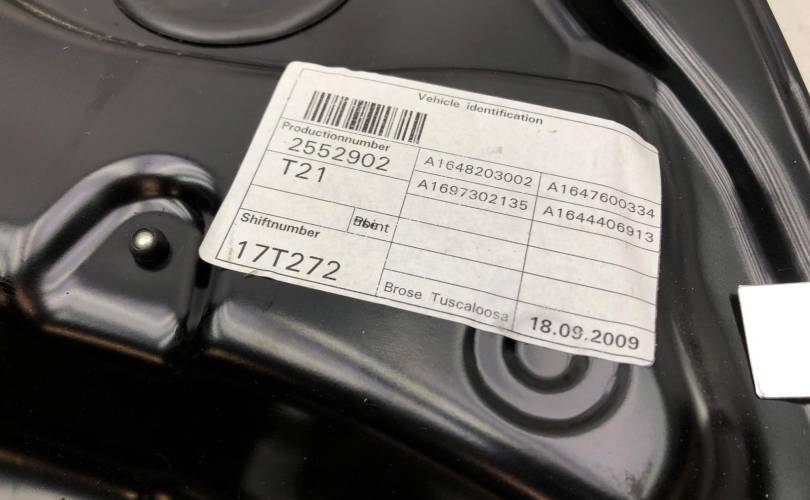 Vehicle identification
Productionnumber
2552902
T21
A1648203002 A1647600334
A1697302135 A1644406913
Shiftnumber
17T272
Brose Tuscaloosa
18.09.2009